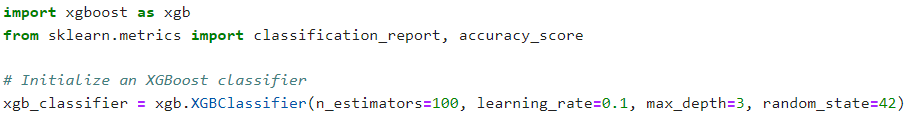 import xgboost as xgb
from sklearn.metrics import classification_report, accuracy_score
# Initialize an XGBoost classifier
xgb_classifier = xgb.XGBClassifier(n_estimators=100, learning_rate=0.1, max_depth=3, random_state=42)